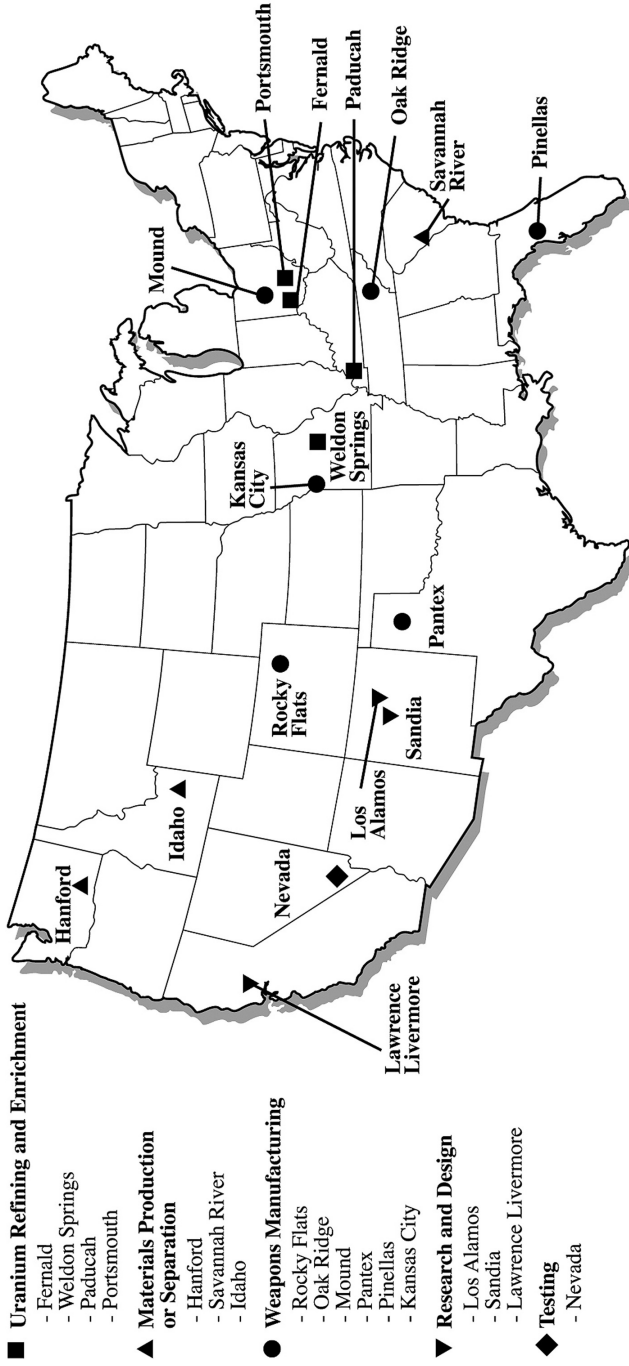 Uranium Refining and Enrichment
- Fernald
- Weldon Springs
- Paducah
- Portsmouth
Materials Production
or Separation
- Hanford
- Savannah River
- Idaho
Weapons Manufacturing
- Rocky Flats
- Oak Ridge
- Mound
- Pantex
- Pinellas
- Kansas City
Research and Design
- Los Alamos
- Sandia
- Lawrence Livermore
Testing
- Nevada
Hanford
Idaho
Nevada
Lawrence
Livermore
Rocky
Flats
Los
Alamos
Sandia
Pantex
Kansas
City
Weldon
Springs
Mound
Portsmouth
Fernald
Paducah
Oak Ridge
Savannah
River
Pinellas